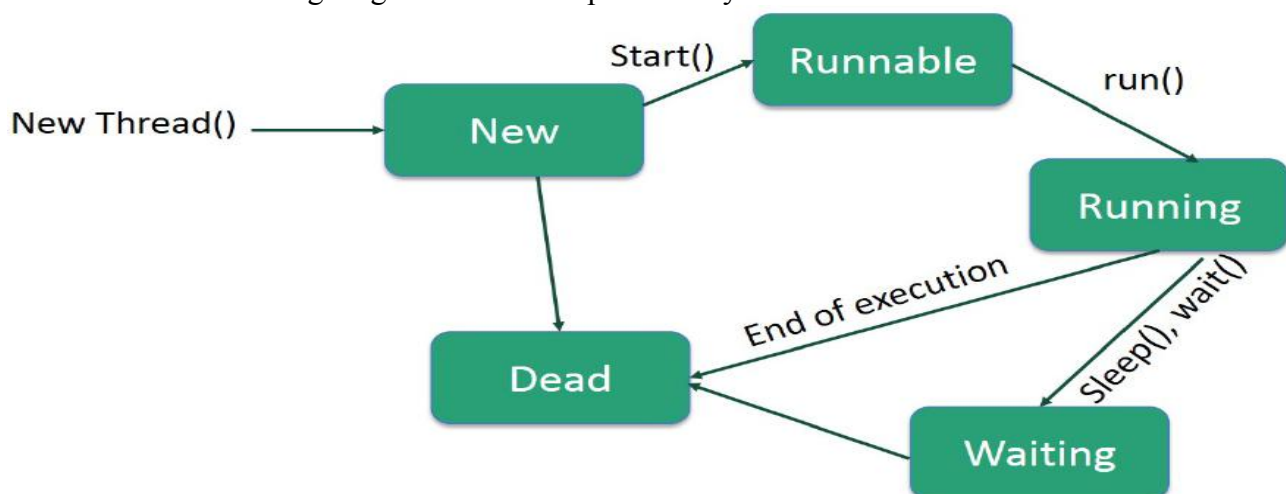 Start()
Runnable
run()
New Thread()
New
Running
End of execution
Sleep(), wait()
Dead
Waiting